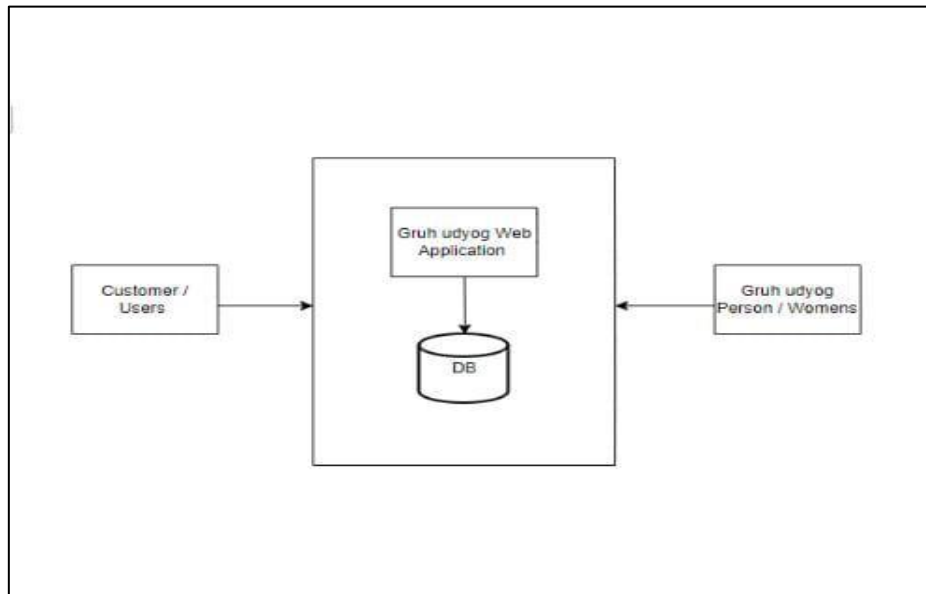 Gruh udyog Web
Application
Customer /
Users
Gruh udyog
Person / Womens
DB